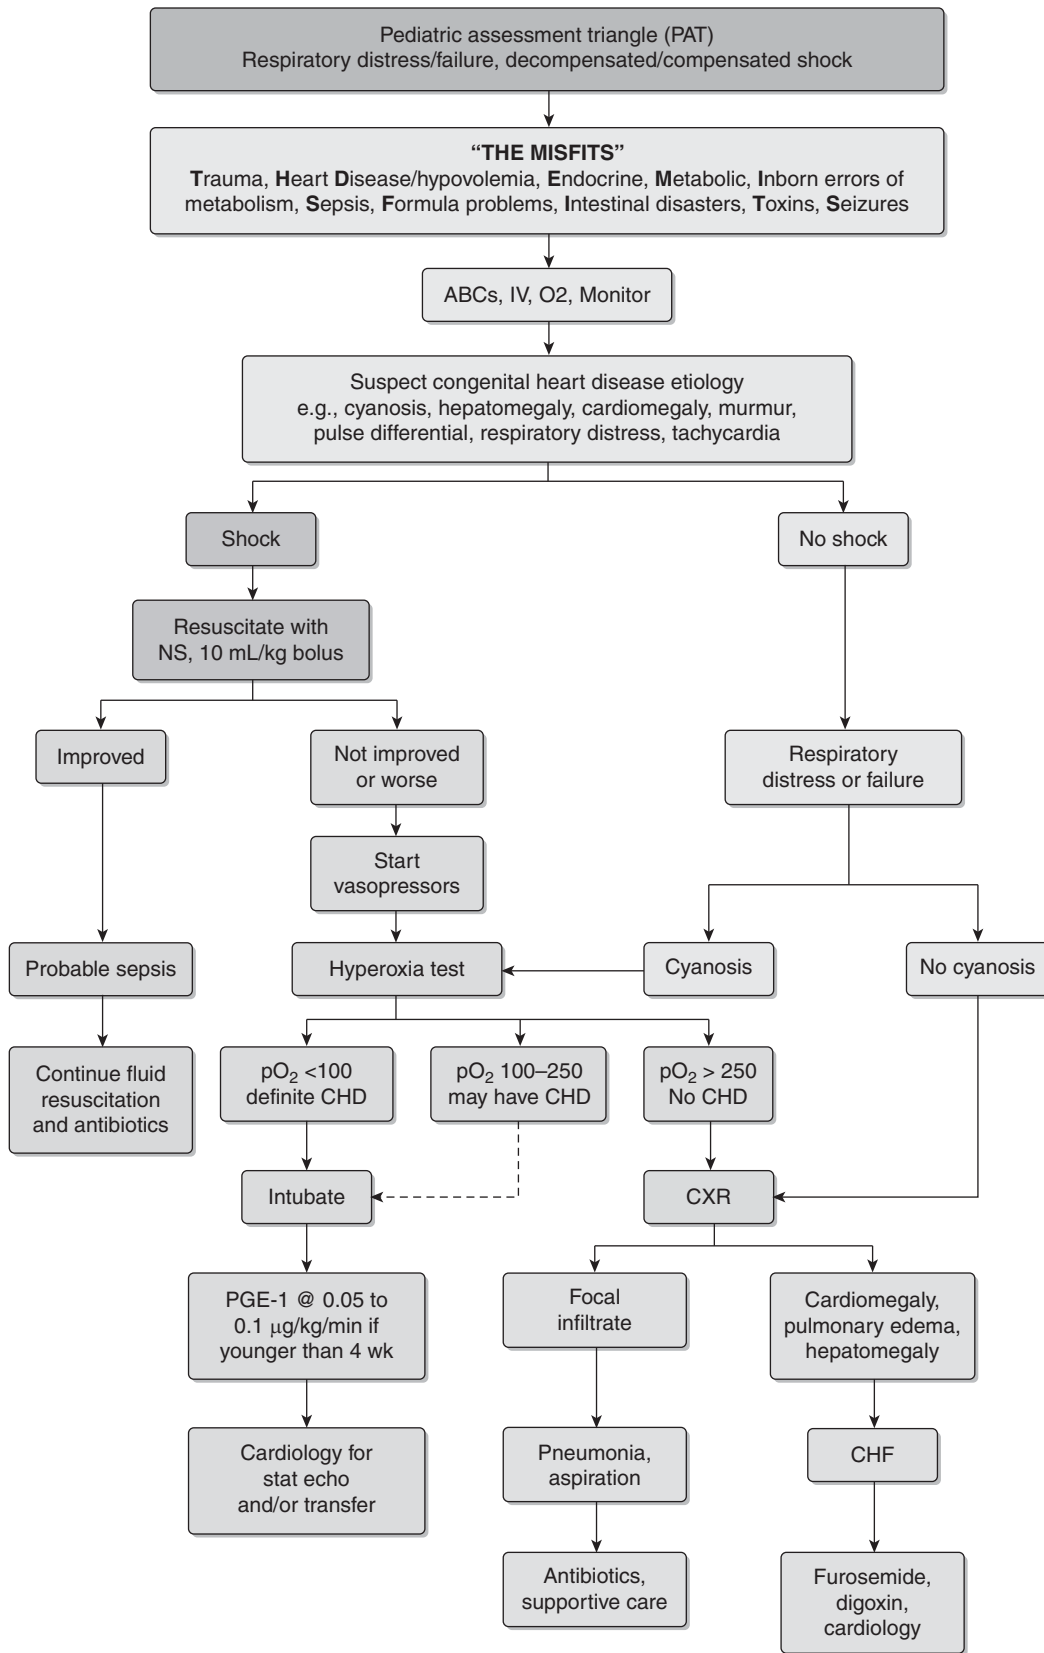 Pediatric assessment triangle (PAT)
Respiratory distress/failure, decompensated/compensated shock
“THE MISFITS”
Trauma, Heart Disease/hypovolemia, Endocrine, Metabolic, Inborn errors of
metabolism, Sepsis, Formula problems, Intestinal disasters, Toxins, Seizures
ABCs, IV, O2, Monitor
Suspect congenital heart disease etiology
e.g., cyanosis, hepatomegaly, cardiomegaly, murmur,
pulse differential, respiratory distress, tachycardia
Shock
No shock
Resuscitate with
NS, 10 mL/kg bolus
Improved
Not improved
or worse
Respiratory
distress or failure
Start
vasopressors
Probable sepsis
Hyperoxia test
Cyanosis
No cyanosis
Continue fluid
resuscitation
and antibiotics
pO₂ <100
definite CHD
pO₂ 100–250
may have CHD
pO₂ > 250
No CHD
Intubate
CXR
PGE-1 @ 0.05 to
0.1 µg/kg/min if
younger than 4 wk
Focal
infiltrate
Cardiomegaly,
pulmonary edema,
hepatomegaly
Cardiology for
stat echo
and/or transfer
Pneumonia,
aspiration
CHF
Antibiotics,
supportive care
Furosemide,
digoxin,
cardiology